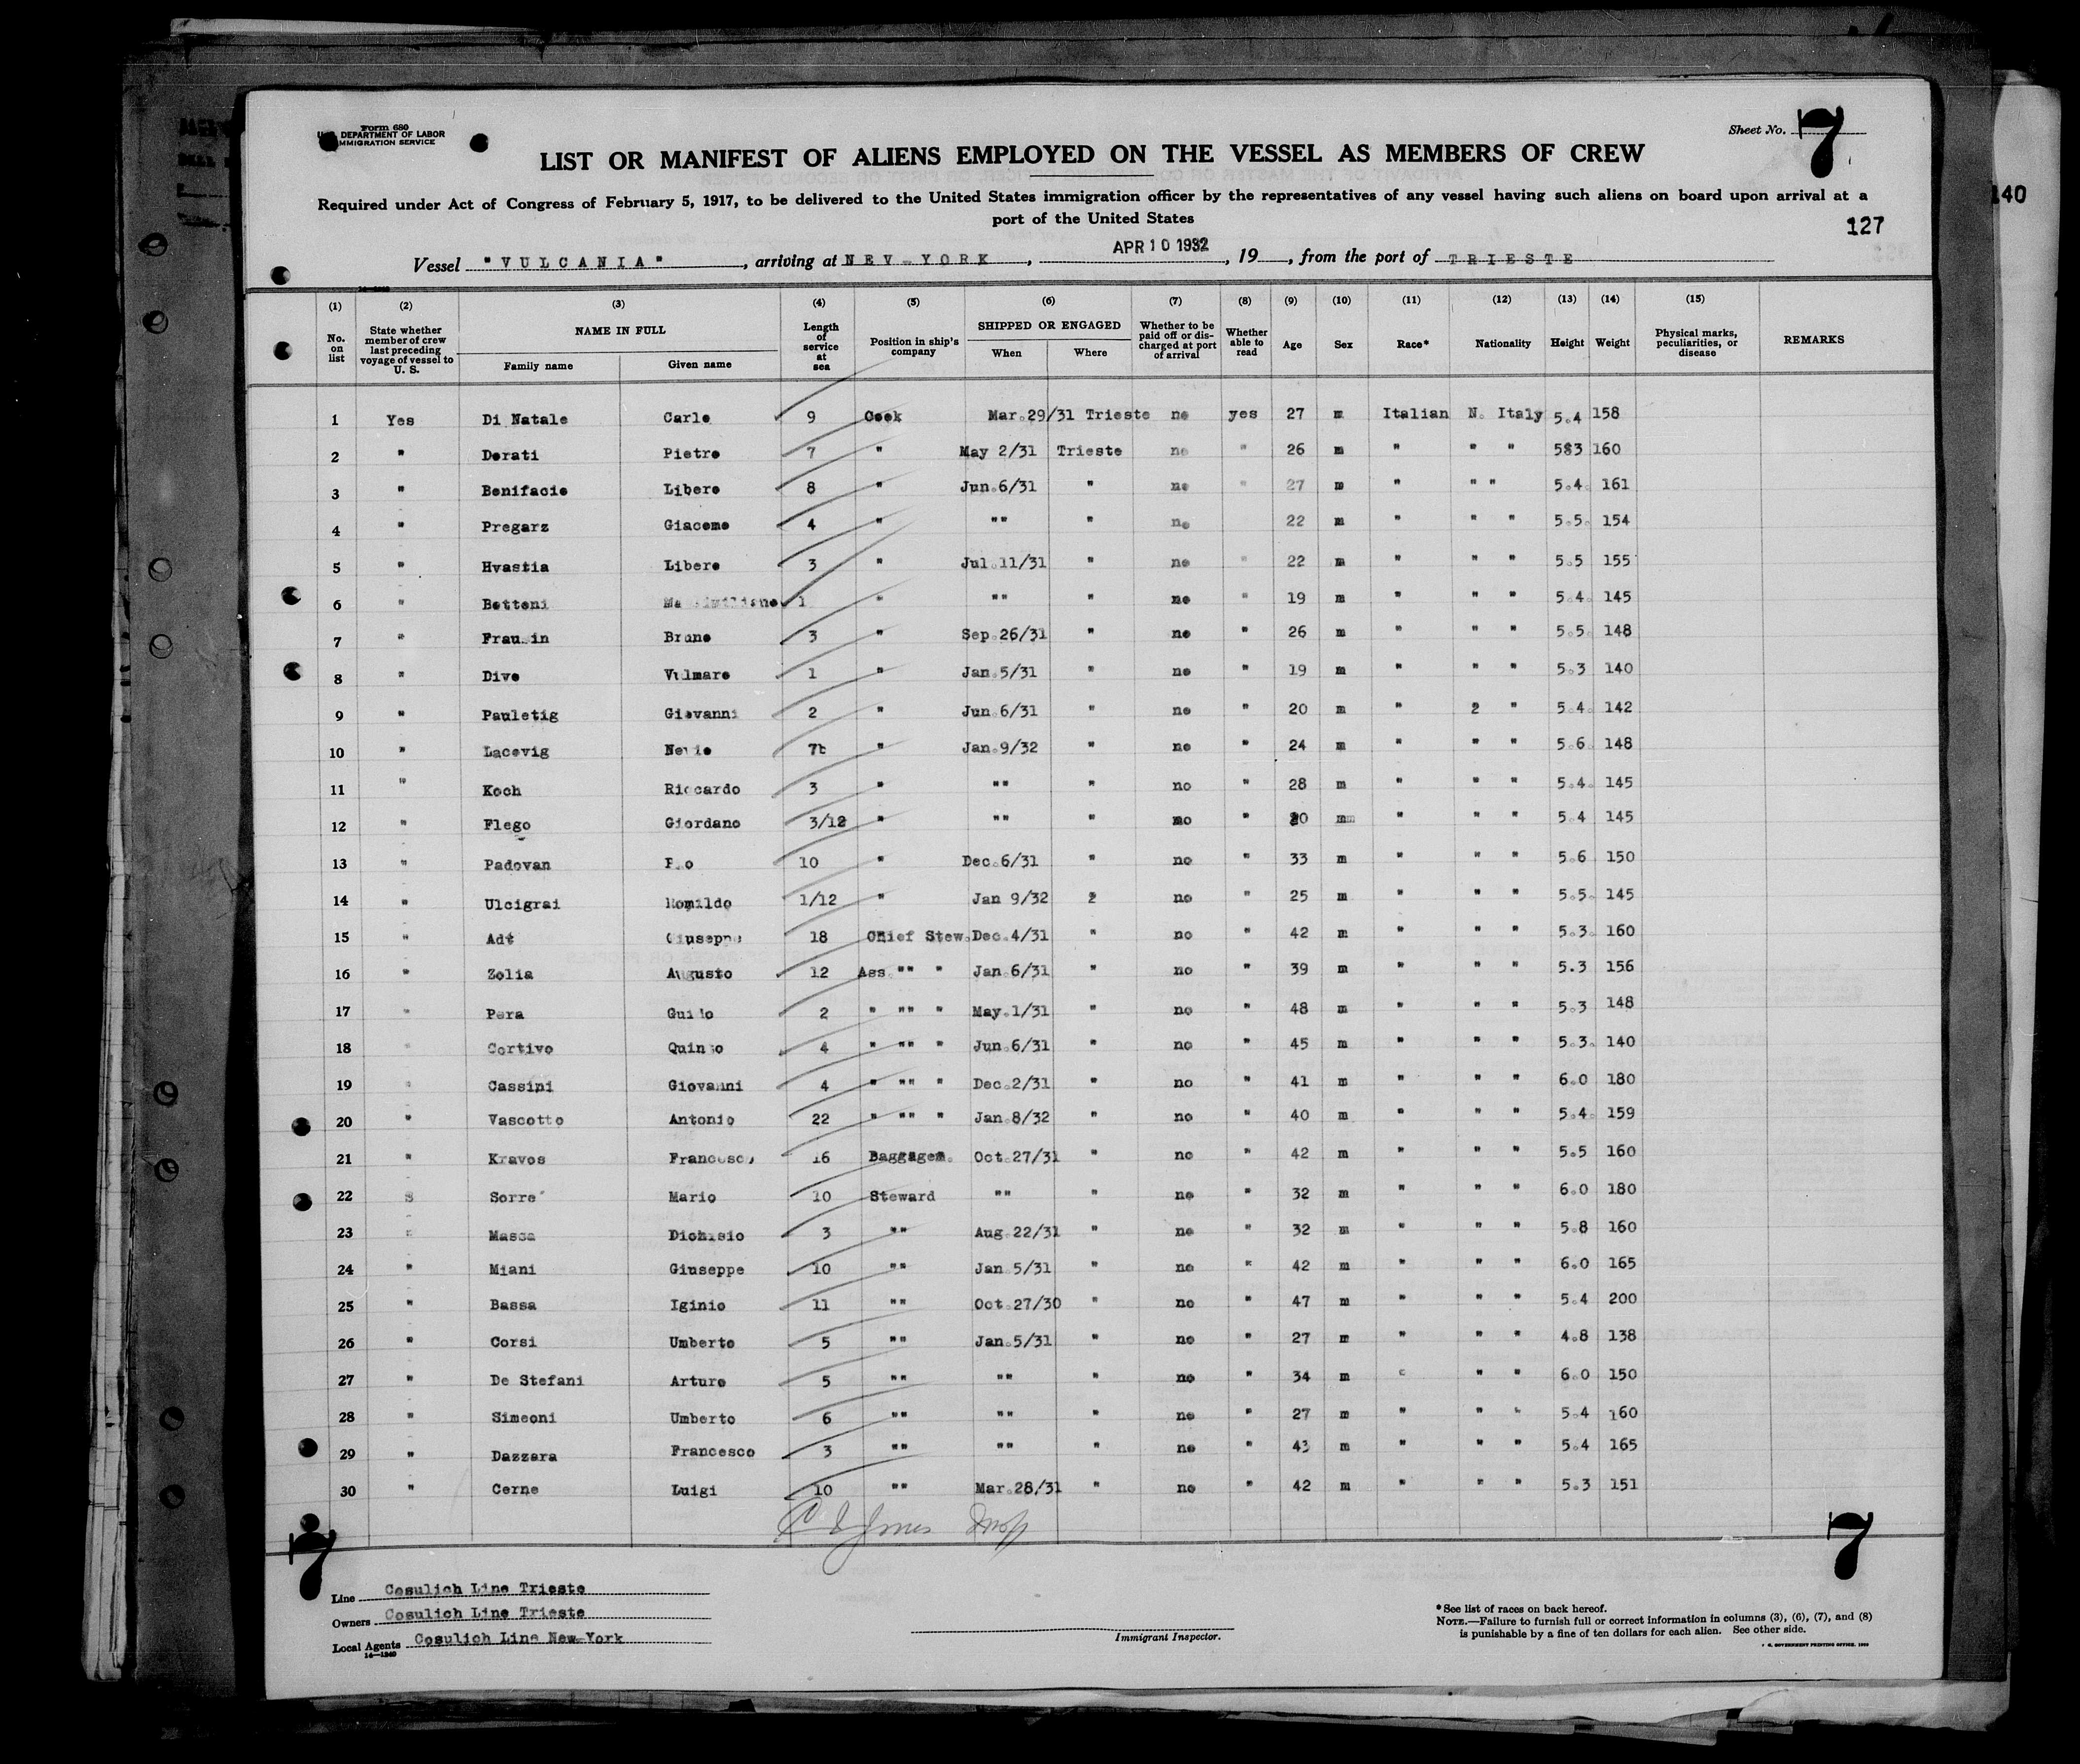 Form 680
DEPARTMENT OF LABOR
IMMIGRATION SERVICE
Sheet No. 7
LIST OR MANIFEST OF ALIENS EMPLOYED ON THE VESSEL AS MEMBERS OF CREW
Required under Act of Congress of February 5, 1917, to be delivered to the United States immigration officer by the representatives of any vessel having such aliens on board upon arrival at a
port of the United States
140
127
Vessel "VULCANIA", arriving at NEV-YORK, APR 10 1932, 19, from the port of TRIESTE
(1) (2) (3) (4) (5) (6) (7) (8) (9) (10) (11) (12) (13) (14) (15)
No. on list State whether member of crew last preceding voyage of vessel to U. S. NAME IN FULL Family name Given name Length of service at sea Position in ship's company SHIPPED OR ENGAGED When Where Whether to be paid off or discharged at port of arrival Whether able to read Age Sex Race* Nationality Height Weight Physical marks, peculiarities, or disease REMARKS
1 Yes Di Natale Carlo 9 Cook Mar.29/31 Trieste no yes 27 m Italian N. Italy 5.4 158
2 " Dorati Pietro 7 " May 2/31 Trieste no " 26 m " " " 583 160
3 " Bonifacio Libero 8 " Jun.6/31 " no " 27 m " " " 5.4. 161
4 " Pregarz Giacomo 4 " "" " no 22 m " " " 5.5. 154
5 " Hvastia Libero 3 " Jul.11/31 " no " 22 m " " " 5.5 155
6 " Bottoni 1 " "" " no " 19 m " " " 5.4. 145
7 " Frausin Bruno 3 " Sep.26/31 " no " 26 m " " " 5.5. 148
8 " Divo Vulmaro 1 " Jan.5/31 " no " 19 m " " " 5.3 140
9 " Pauletig Giovanni 2 " Jun.6/31 " no " 20 m " 2 " 5.4. 142
10 " Lacovig " Jan.9/32 " no " 24 m " " " 5.6. 148
11 " Koch Riccardo 3 " "" " no " 28 m " " " 5.4. 145
12 " Flego Giordano 3/12 " "" " no " mm " " " 5.4 145
13 " Padovan 10 " Dec.6/31 " no " 33 m " " " 5.6 150
14 " Ulcigrai Romildo 1/12 " Jan 9/32 2 no " 25 m " " " 5.5. 145
15 " Adt Giuseppe 18 Chief Stew.Dec.4/31 " no " 42 m " " " 5.3. 160
16 " Zolia Augusto 12 Ass."" " Jan.6/31 " no " 39 m " " " 5.3 156
17 " Pera Guido 2 " "" " May.1/31 " no " 48 m " " " 5.3 148
18 " Cortivo Quinto 4 " "" " Jun.6/31 " no " 45 m " " " 5.3. 140
19 " Cassini Giovanni 4 " "" " Dec.2/31 " no " 41 m " " " 6.0 180
20 " Vascotto Antonio 22 " "" " Jan.8/32 " no " 40 m " " " 5.4. 159
21 " Kravos Francesco 16 Baggagem. Oct.27/31 " no " 42 m " " " 5.5 160
22 S Sorre' Mario 10 Steward "" " no " 32 m " " " 6.0 180
23 " Massa Dionisio 3 "" Aug.22/31 " no " 32 m " " " 5.8 160
24 " Miani Giuseppe 10 "" Jan.5/31 " no " 42 m " " " 6.0 165
25 " Bassa Iginio 11 "" Oct.27/30 " no " 47 m " " " 5.4 200
26 " Corsi Umberto 5 "" Jan.5/31 " no " 27 m " " " 4.8 138
27 " De Stefani Arturo 5 "" "" " no " 34 m " " " 6.0 150
28 " Simeoni Umberto 6 "" "" " no " 27 m " " " 5.4 160
29 " Dazzara Francesco 3 "" "" " no " 43 m " " " 5.4 165
30 " Cerne Luigi 10 "" Mar.28/31 " no " 42 m " " " 5.3 151
7
7
Line Cosulich Line Trieste
Owners Cosulich Line Trieste
Local Agents Cosulich Line New-York
14—1240
Immigrant Inspector.
*See list of races on back hereof.
NOTE.—Failure to furnish full or correct information in columns (3), (6), (7), and (8)
is punishable by a fine of ten dollars for each alien. See other side.
GOVERNMENT PRINTING OFFICE